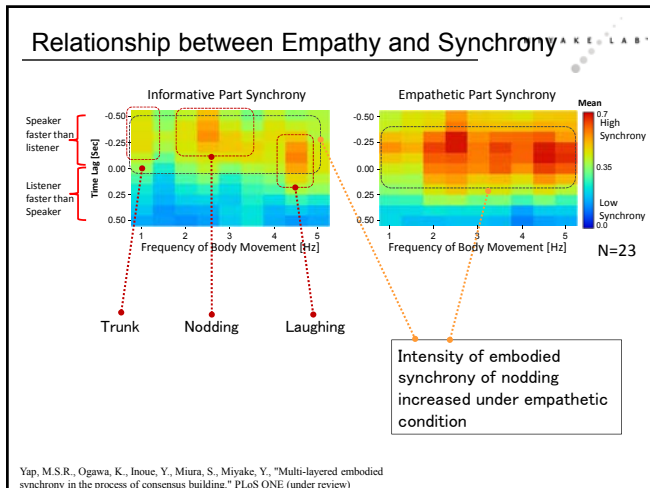 Relationship between Empathy and Synchrony
MIYAKE LAB
Informative Part Synchrony
Empathetic Part Synchrony
Mean
0.7
High
Synchrony
0.35
Low
Synchrony
0.0
Speaker
faster than
listener
Listener
faster than
Speaker
Time Lag [Sec]
-0.50
-0.25
0.00
0.25
0.50
1 2 3 4 5
Frequency of Body Movement [Hz]
-0.50
-0.25
0.00
0.25
0.50
1 2 3 4 5
Frequency of Body Movement [Hz]
N=23
Trunk
Nodding
Laughing
Intensity of embodied
synchrony of nodding
increased under empathetic
condition
Yap, M.S.R., Ogawa, K., Inoue, Y., Miura, S., Miyake, Y., "Multi-layered embodied
synchrony in the process of consensus building," PLoS ONE (under review)